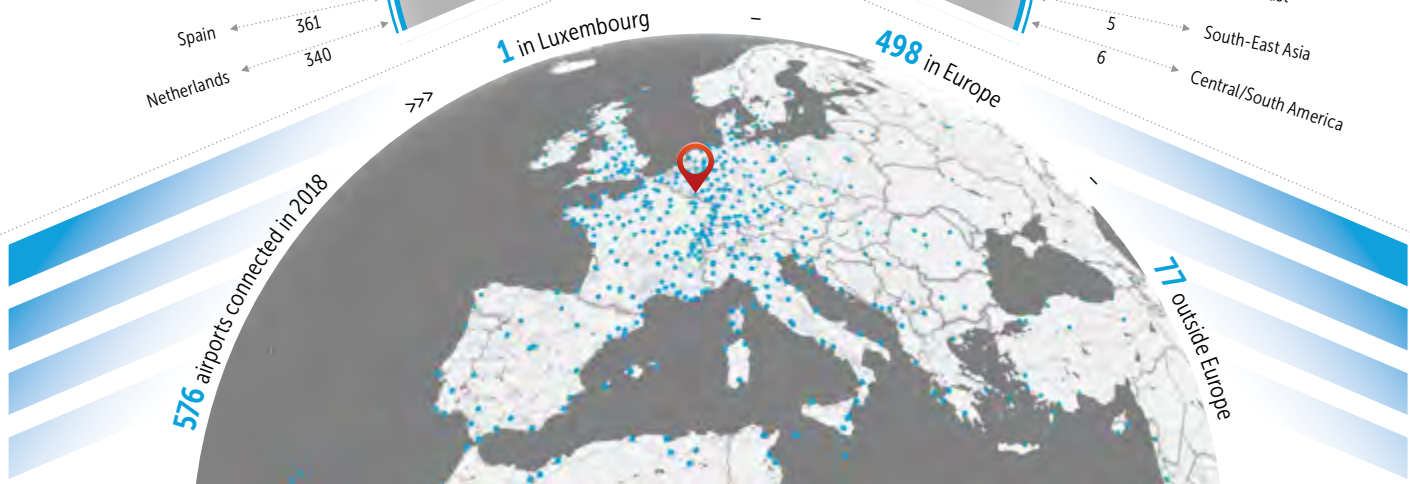 Spain 361
Netherlands 340
5 South-East Asia
6 Central/South America
>>>
576 airports connected in 2018
1 in Luxembourg
–
498 in Europe
–
77 outside Europe